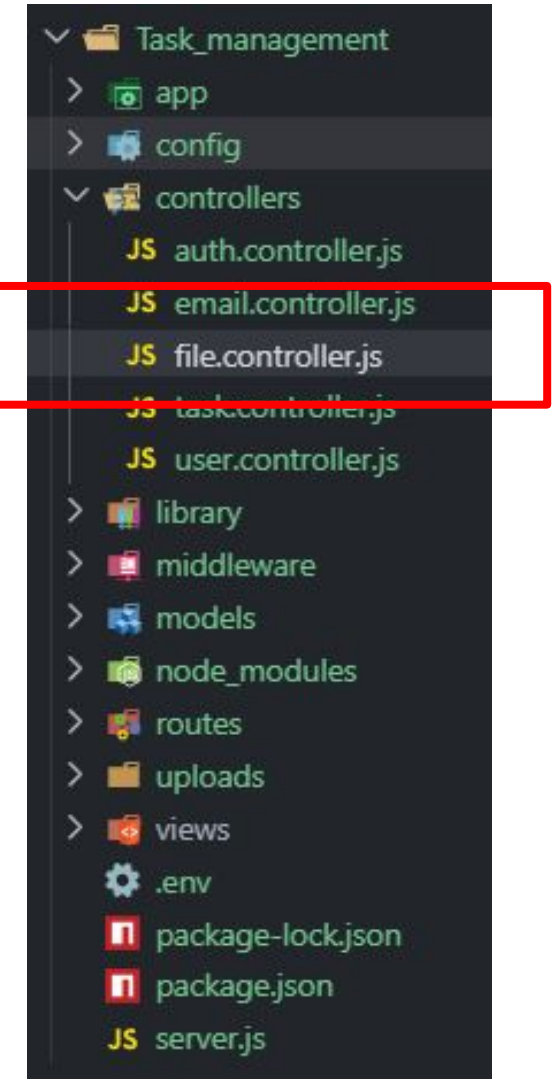 Task_management
app
config
controllers
JS auth.controller.js
JS email.controller.js
JS file.controller.js
JS task.controller.js
JS user.controller.js
library
middleware
models
node_modules
routes
uploads
views
.env
package-lock.json
package.json
JS server.js